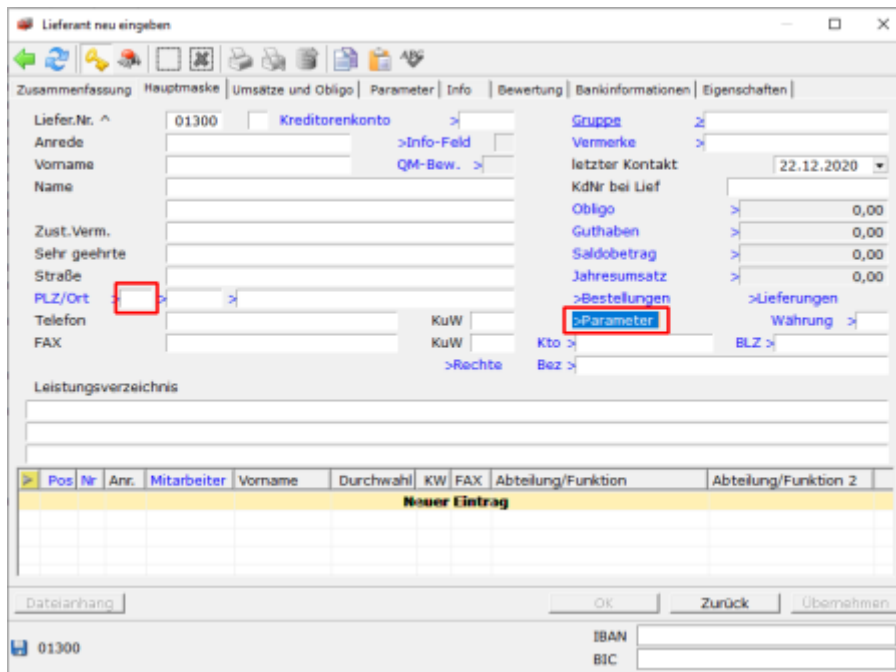 Lieferant neu eingeben
Zusammenfassung Hauptmaske Umsätze und Obligo Parameter Info Bewertung Bankinformationen Eigenschaften
Liefer.Nr. ^ 01300 Kreditorenkonto > Gruppe >
Anrede >Info-Feld Vermerke >
Vorname QM-Bew. > letzter Kontakt 22.12.2020
Name KdNr bei Lief
Obligo > 0,00
Zust.Verm. Guthaben > 0,00
Sehr geehrte Saldobetrag > 0,00
Straße Jahresumsatz > 0,00
PLZ/Ort > > > >Bestellungen >Lieferungen
Telefon KuW >Parameter Währung >
FAX KuW Kto > BLZ >
>Rechte Bez >
Leistungsverzeichnis
> Pos Nr Anr. Mitarbeiter Vorname Durchwahl KW FAX Abteilung/Funktion Abteilung/Funktion 2
Neuer Eintrag
Dateianhang OK Zurück Übernehmen
01300 IBAN
BIC